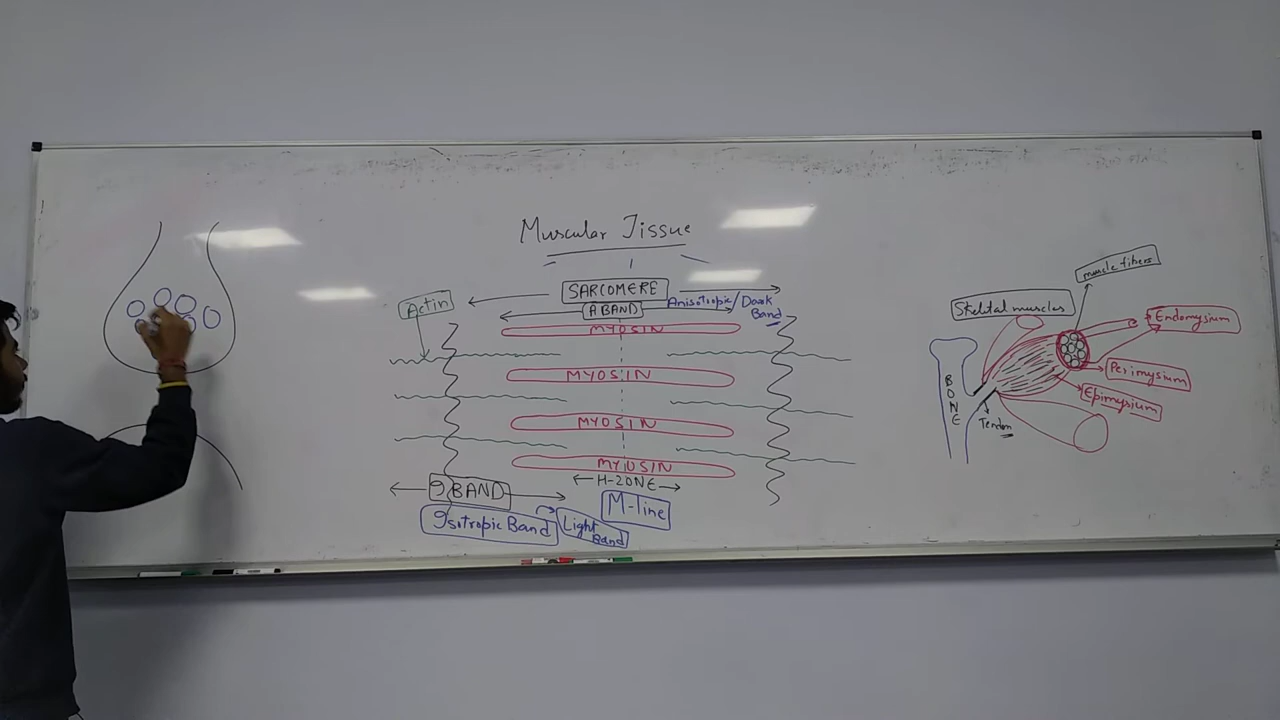 Muscular Tissue
SARCOMERE
A BAND
Anisotropic/Dark
Band
Actin
MYOSIN
MYOSIN
MYOSIN
MYIOSIN
H-ZONE
I BAND
M-line
Isotropic Band
Light
Band
muscle fibers
Skeletal muscles
Endomysium
Perimysium
Epimysium
BONE
Tendon